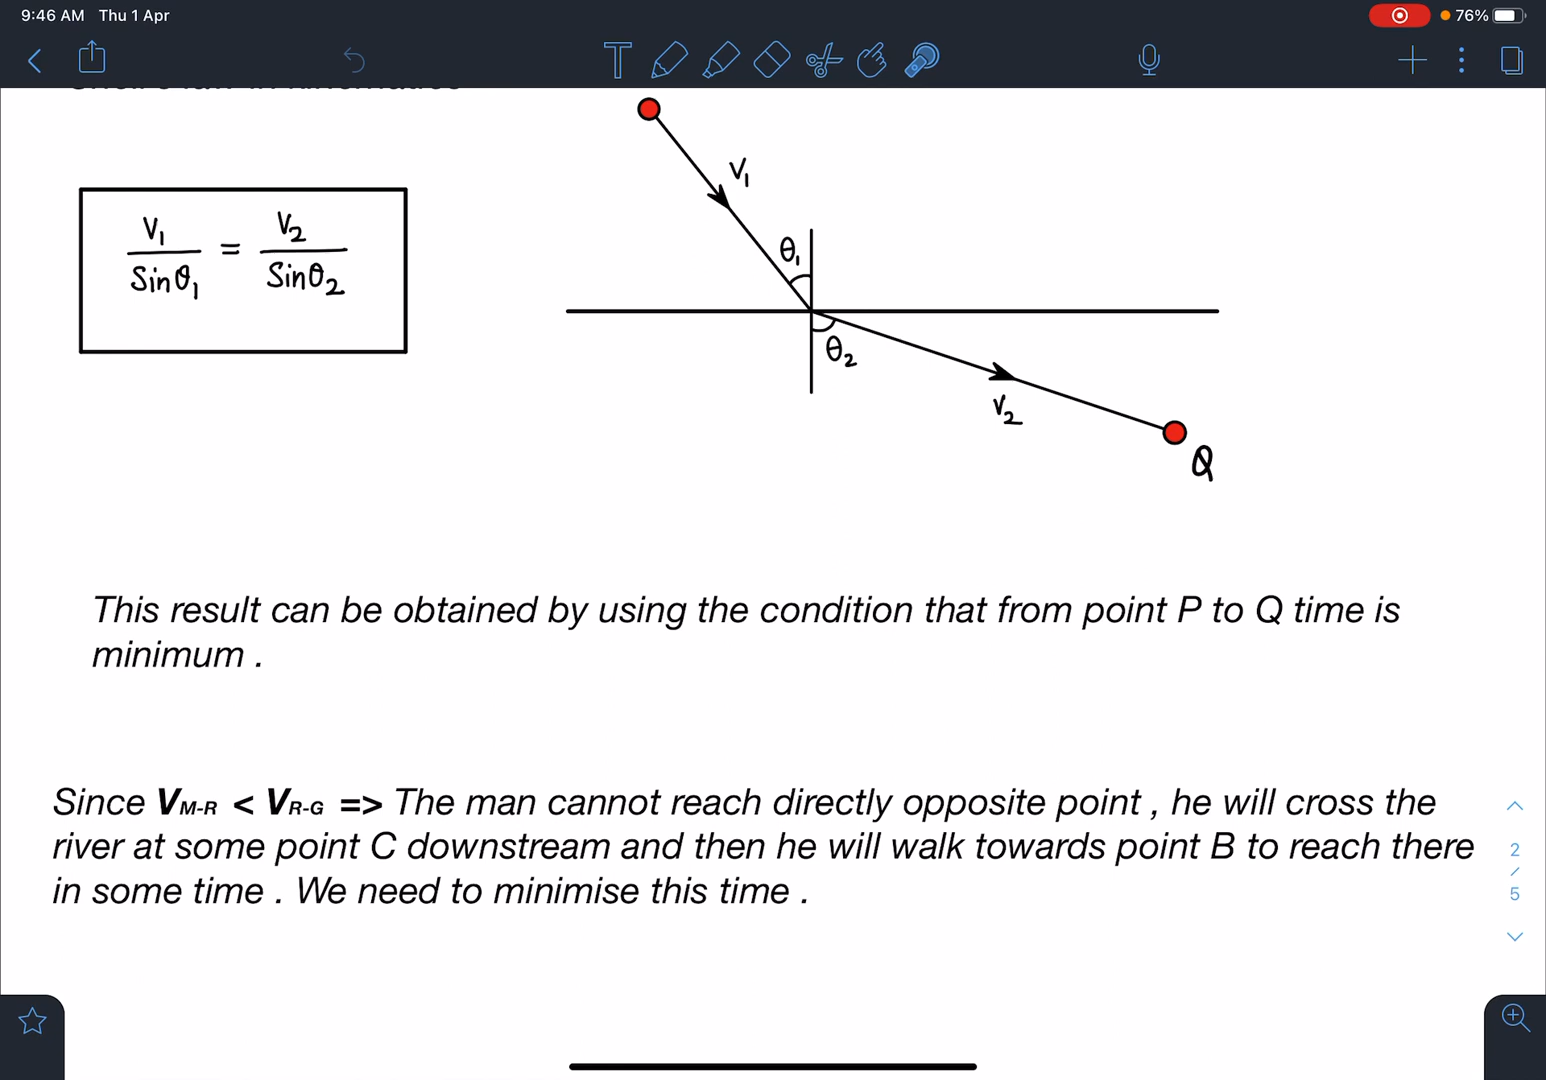 9:46 AM Thu 1 Apr
76%
T
V₁
θ₁
V₁ / Sinθ₁ = V₂ / Sinθ₂
θ₂
V₂
Q
This result can be obtained by using the condition that from point P to Q time is
minimum .
Since VM-R < VR-G => The man cannot reach directly opposite point , he will cross the
river at some point C downstream and then he will walk towards point B to reach there
in some time . We need to minimise this time .
2
/
5